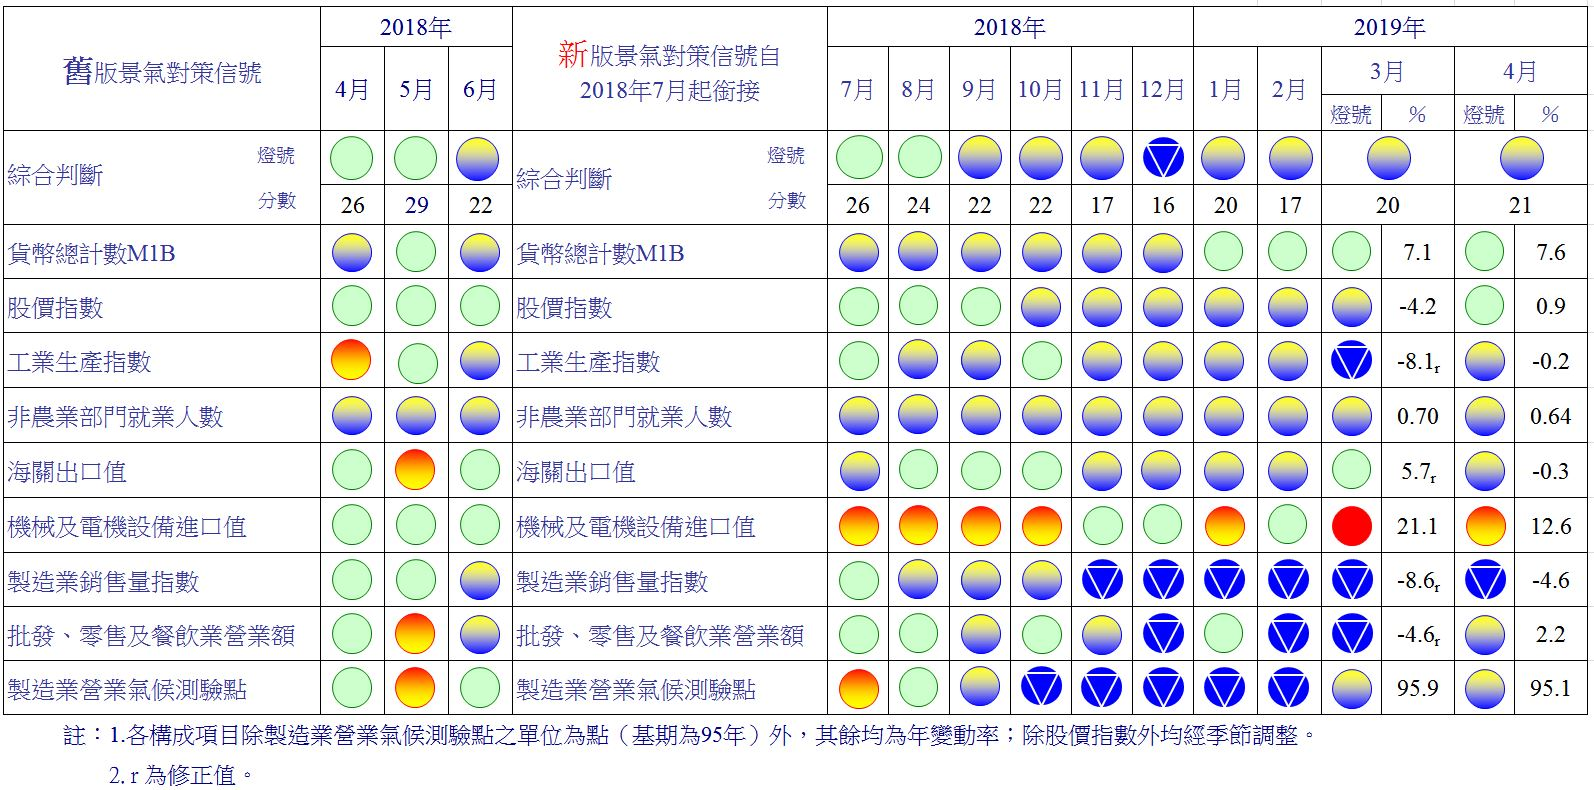 舊版景氣對策信號 2018年 新版景氣對策信號自 2018年7月起銜接 2018年 2019年
4月 5月 6月 7月 8月 9月 10月 11月 12月 1月 2月 3月 4月
燈號 % 燈號 %
綜合判斷 燈號 綜合判斷 燈號
分數 26 29 22 分數 26 24 22 22 17 16 20 17 20 21
貨幣總計數M1B 貨幣總計數M1B 7.1 7.6
股價指數 股價指數 -4.2 0.9
工業生產指數 工業生產指數 -8.1r -0.2
非農業部門就業人數 非農業部門就業人數 0.70 0.64
海關出口值 海關出口值 5.7r -0.3
機械及電機設備進口值 機械及電機設備進口值 21.1 12.6
製造業銷售量指數 製造業銷售量指數 -8.6r -4.6
批發、零售及餐飲業營業額 批發、零售及餐飲業營業額 -4.6r 2.2
製造業營業氣候測驗點 製造業營業氣候測驗點 95.9 95.1
註：1.各構成項目除製造業營業氣候測驗點之單位為點（基期為95年）外，其餘均為年變動率；除股價指數外均經季節調整。
2. r 為修正值。